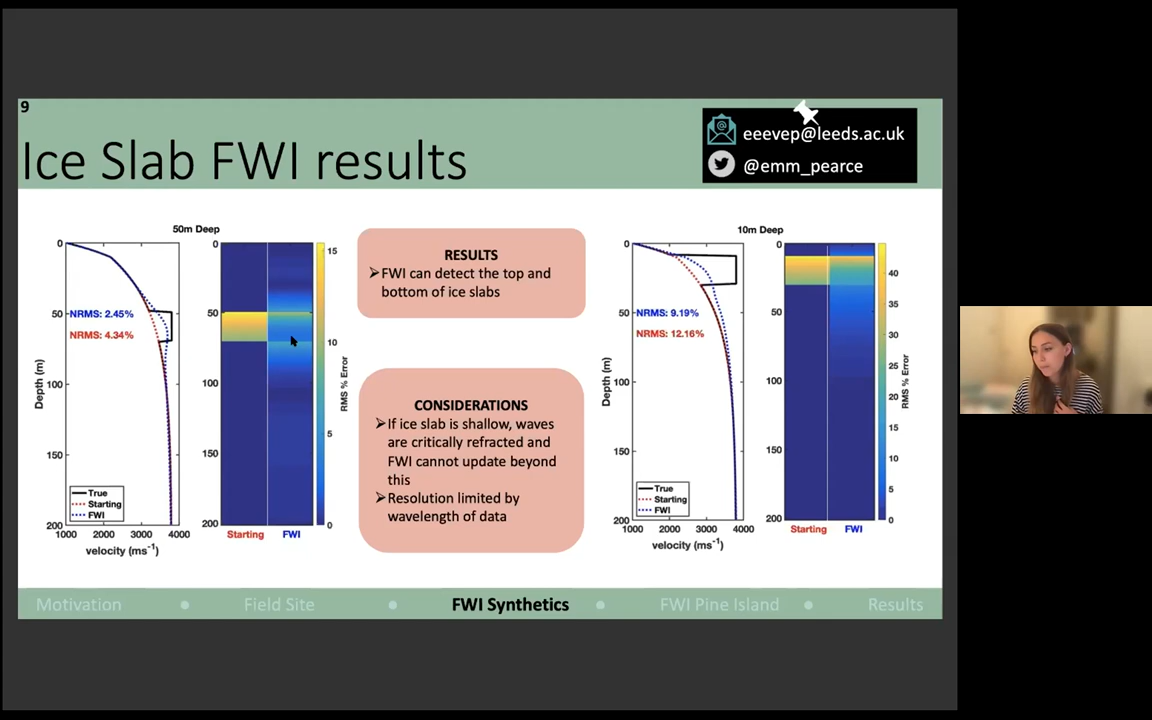 9
Ice Slab FWI results
eeevep@leeds.ac.uk
@emm_pearce
50m Deep
0
50
100
150
200
Depth (m)
NRMS: 2.45%
NRMS: 4.34%
True
Starting
FWI
1000 2000 3000 4000
velocity (ms-1)
0
50
100
150
200
Starting FWI
15
10
5
0
RMS % Error
RESULTS
➢FWI can detect the top and
bottom of ice slabs
CONSIDERATIONS
➢If ice slab is shallow, waves
are critically refracted and
FWI cannot update beyond
this
➢Resolution limited by
wavelength of data
10m Deep
0
50
100
150
200
Depth (m)
NRMS: 9.19%
NRMS: 12.16%
True
Starting
FWI
1000 2000 3000 4000
velocity (ms-1)
0
50
100
150
200
Starting FWI
40
35
30
25
20
15
10
5
0
RMS % Error
Motivation • Field Site • FWI Synthetics • FWI Pine Island • Results